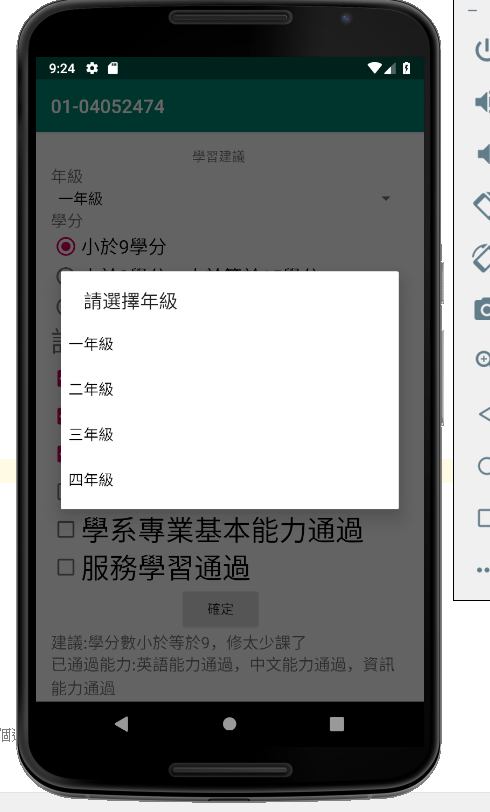 9:24
01-04052474
學習建議
年級
一年級
學分
小於9學分
請選擇年級
一年級
二年級
三年級
四年級
學系專業基本能力通過
服務學習通過
確定
建議:學分數小於等於9，修太少課了
已通過能力:英語能力通過，中文能力通過，資訊
能力通過